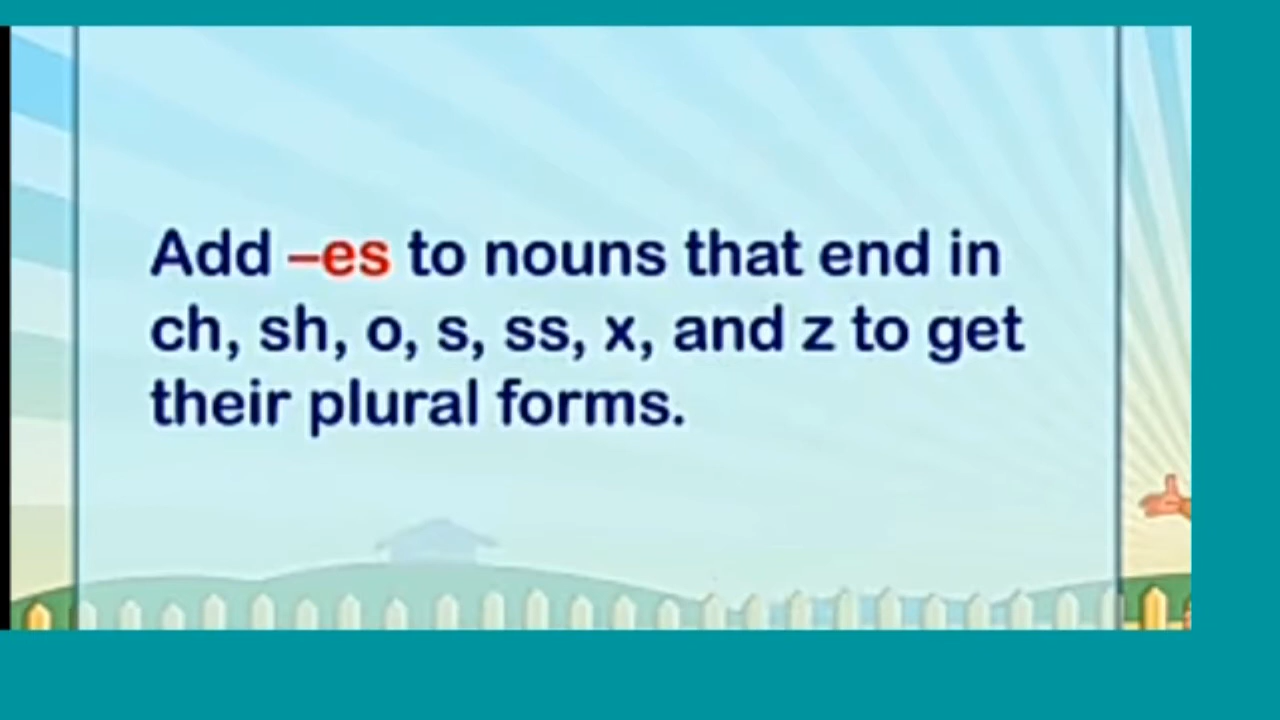 Add –es to nouns that end in
ch, sh, o, s, ss, x, and z to get
their plural forms.